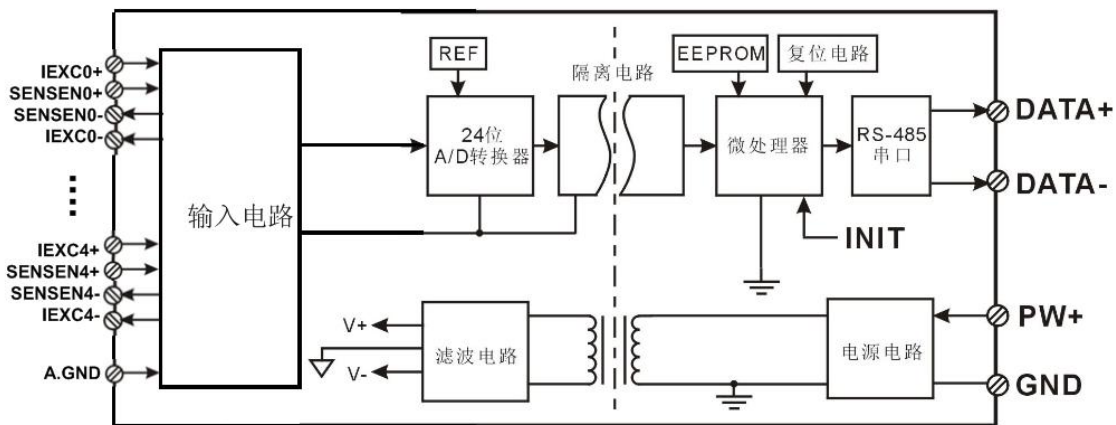 IEXC0+
SENSEN0+
SENSEN0-
IEXC0-
IEXC4+
SENSEN4+
SENSEN4-
IEXC4-
A.GND
输入电路
REF
24位
A/D转换器
隔离电路
EEPROM
复位电路
微处理器
RS-485
串口
INIT
DATA+
DATA-
V+
V-
滤波电路
电源电路
PW+
GND